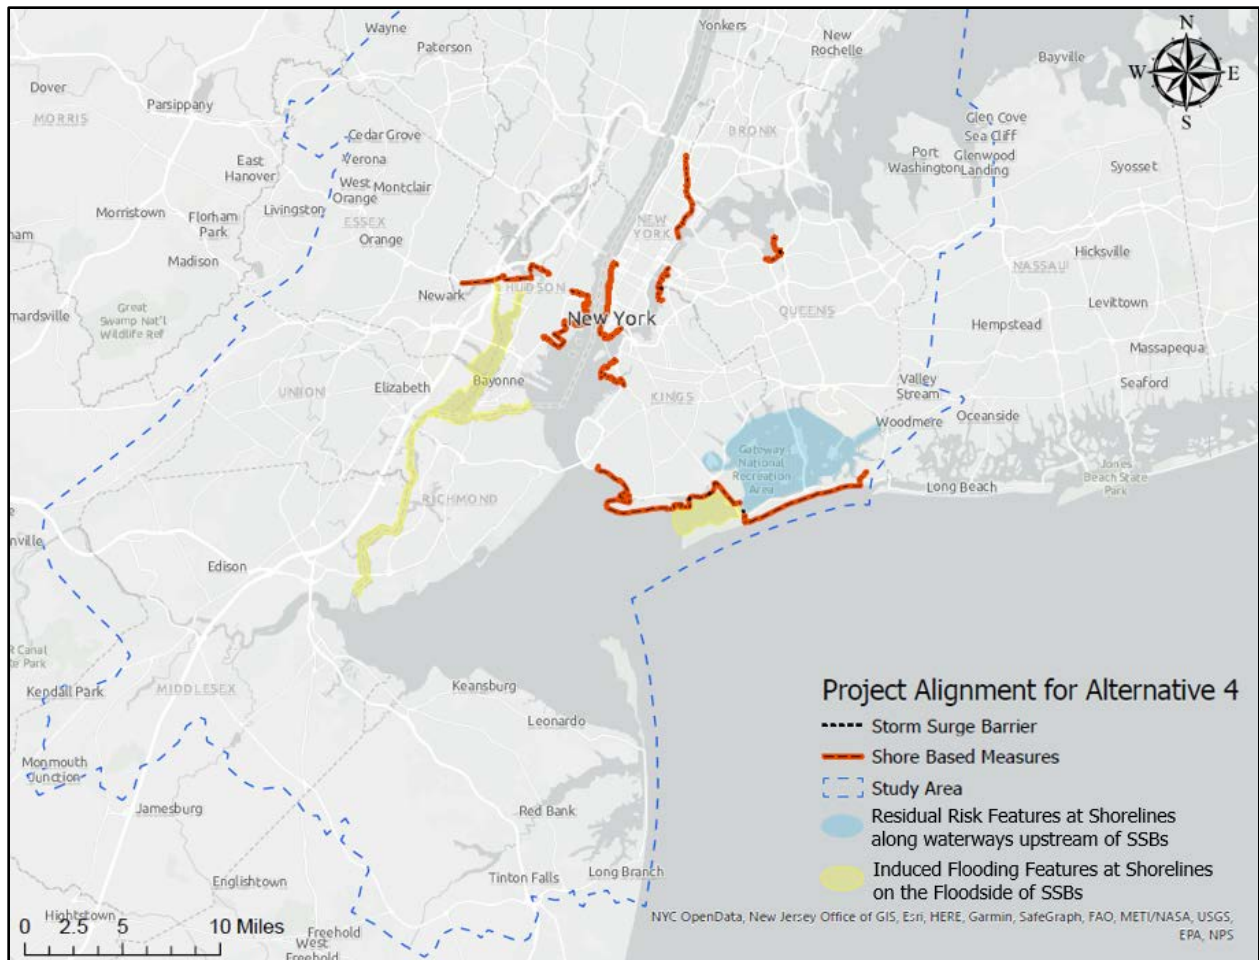 Wayne
Yonkers
New
Rochelle
Paterson
Bayville
N
W
E
S
Dover
Parsippany
MORRIS
Cedar Grove
Verona
BRONX
Glen Cove
Sea Cliff
East
Hanover
West
Orange
Montclair
Port
Washington
Glenwood
Landing
Syosset
Morristown
Florham
Park
Livingston
ESSEX
Orange
NEW
YORK
Madison
Hicksville
NASSAU
Newark
HUDSON
Great
Swamp Nat'l
Wildlife Ref
New York
QUEENS
Levittown
Hempstead
Massapequa
UNION
Elizabeth
Bayonne
KINGS
Valley
Stream
Seaford
Woodmere
Oceanside
Gateway
National
Recreation
Area
Jones
Beach State
Park
Long Beach
RICHMOND
Edison
Kendall Park
MIDDLESEX
Keansburg
Leonardo
Monmouth
Junction
Jamesburg
Red Bank
Englishtown
Tinton Falls
Long Branch
Hightstown
Freehold
West
Freehold
0 2.5 5 10 Miles
Project Alignment for Alternative 4
Storm Surge Barrier
Shore Based Measures
Study Area
Residual Risk Features at Shorelines
along waterways upstream of SSBs
Induced Flooding Features at Shorelines
on the Floodside of SSBs
NYC OpenData, New Jersey Office of GIS, Esri, HERE, Garmin, SafeGraph, FAO, METI/NASA, USGS,
EPA, NPS